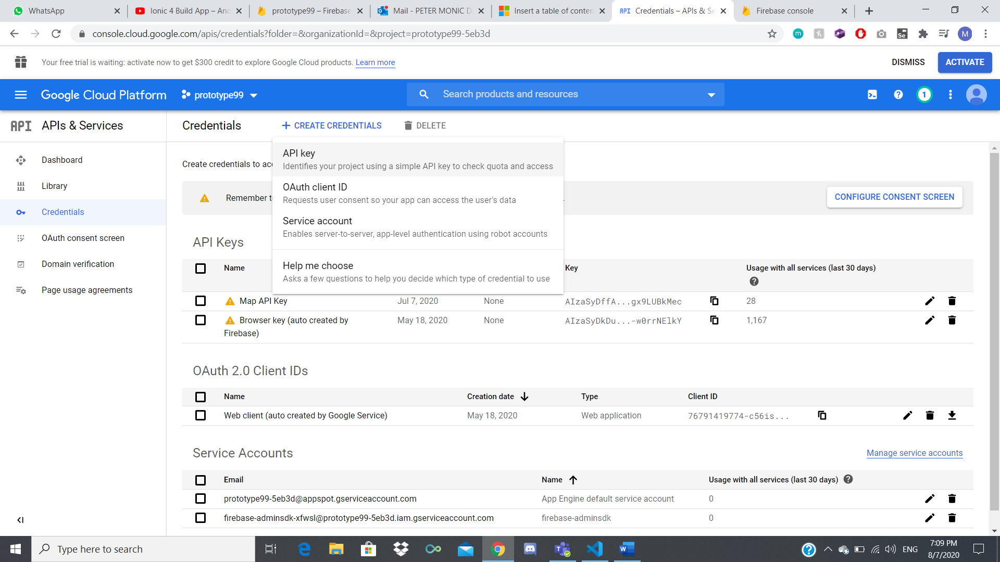 WhatsApp
Ionic 4 Build App – And
prototype99 – Firebase
Mail - PETER MONIC D
Insert a table of conten
Credentials – APIs & Se
Firebase console
console.cloud.google.com/apis/credentials?folder=&organizationId=&project=prototype99-5eb3d
Your free trial is waiting: activate now to get $300 credit to explore Google Cloud products. Learn more
DISMISS
ACTIVATE
Google Cloud Platform
prototype99
Search products and resources
1
API APIs & Services
Credentials
CREATE CREDENTIALS
DELETE
Dashboard
Library
Credentials
OAuth consent screen
Domain verification
Page usage agreements
Create credentials to acc
API key
Identifies your project using a simple API key to check quota and access
OAuth client ID
Requests user consent so your app can access the user's data
Service account
Enables server-to-server, app-level authentication using robot accounts
Help me choose
Asks a few questions to help you decide which type of credential to use
Remember t
CONFIGURE CONSENT SCREEN
API Keys
Name
Key
Usage with all services (last 30 days)
Map API Key Jul 7, 2020 None AIzaSyDffA...gx9LUBkMec 28
Browser key (auto created by May 18, 2020 None AIzaSyDkDu...-w0rrNElkY 1,167
Firebase)
OAuth 2.0 Client IDs
Name Creation date Type Client ID
Web client (auto created by Google Service) May 18, 2020 Web application 76791419774-c56is...
Service Accounts
Manage service accounts
Email Name Usage with all services (last 30 days)
prototype99-5eb3d@appspot.gserviceaccount.com App Engine default service account 0
firebase-adminsdk-xfwsl@prototype99-5eb3d.iam.gserviceaccount.com firebase-adminsdk 0
Type here to search
ENG
7:09 PM
8/7/2020